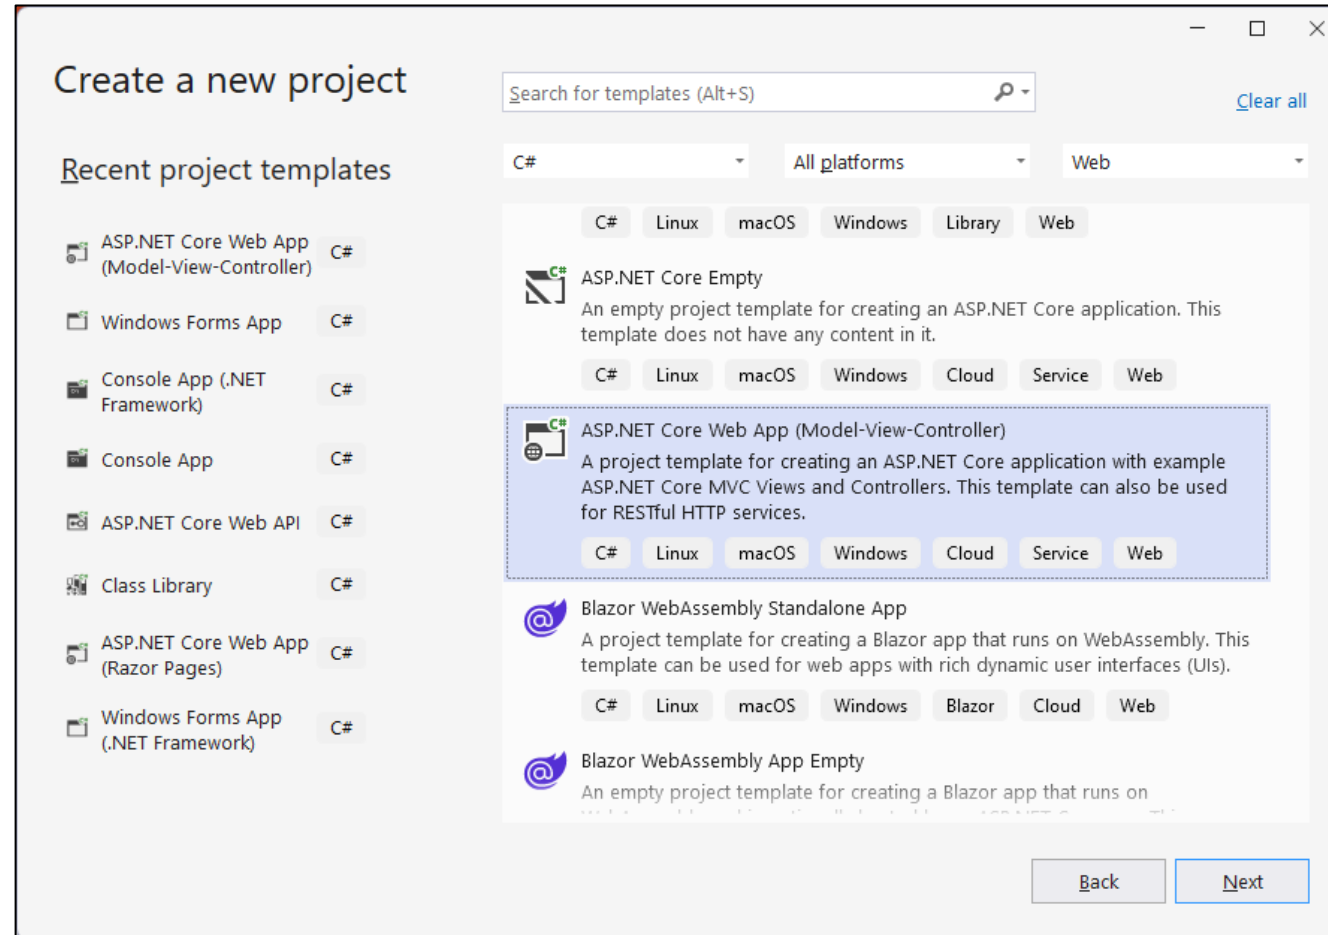 Create a new project
Search for templates (Alt+S)
Clear all
Recent project templates
C#
All platforms
Web
ASP.NET Core Web App
(Model-View-Controller)
C#
Windows Forms App
C#
Console App (.NET
Framework)
C#
Console App
C#
ASP.NET Core Web API
C#
Class Library
C#
ASP.NET Core Web App
(Razor Pages)
C#
Windows Forms App
(.NET Framework)
C#
C# Linux macOS Windows Library Web
C#
ASP.NET Core Empty
An empty project template for creating an ASP.NET Core application. This
template does not have any content in it.
C# Linux macOS Windows Cloud Service Web
C#
ASP.NET Core Web App (Model-View-Controller)
A project template for creating an ASP.NET Core application with example
ASP.NET Core MVC Views and Controllers. This template can also be used
for RESTful HTTP services.
C# Linux macOS Windows Cloud Service Web
Blazor WebAssembly Standalone App
A project template for creating a Blazor app that runs on WebAssembly. This
template can be used for web apps with rich dynamic user interfaces (UIs).
C# Linux macOS Windows Blazor Cloud Web
Blazor WebAssembly App Empty
An empty project template for creating a Blazor app that runs on
Back
Next